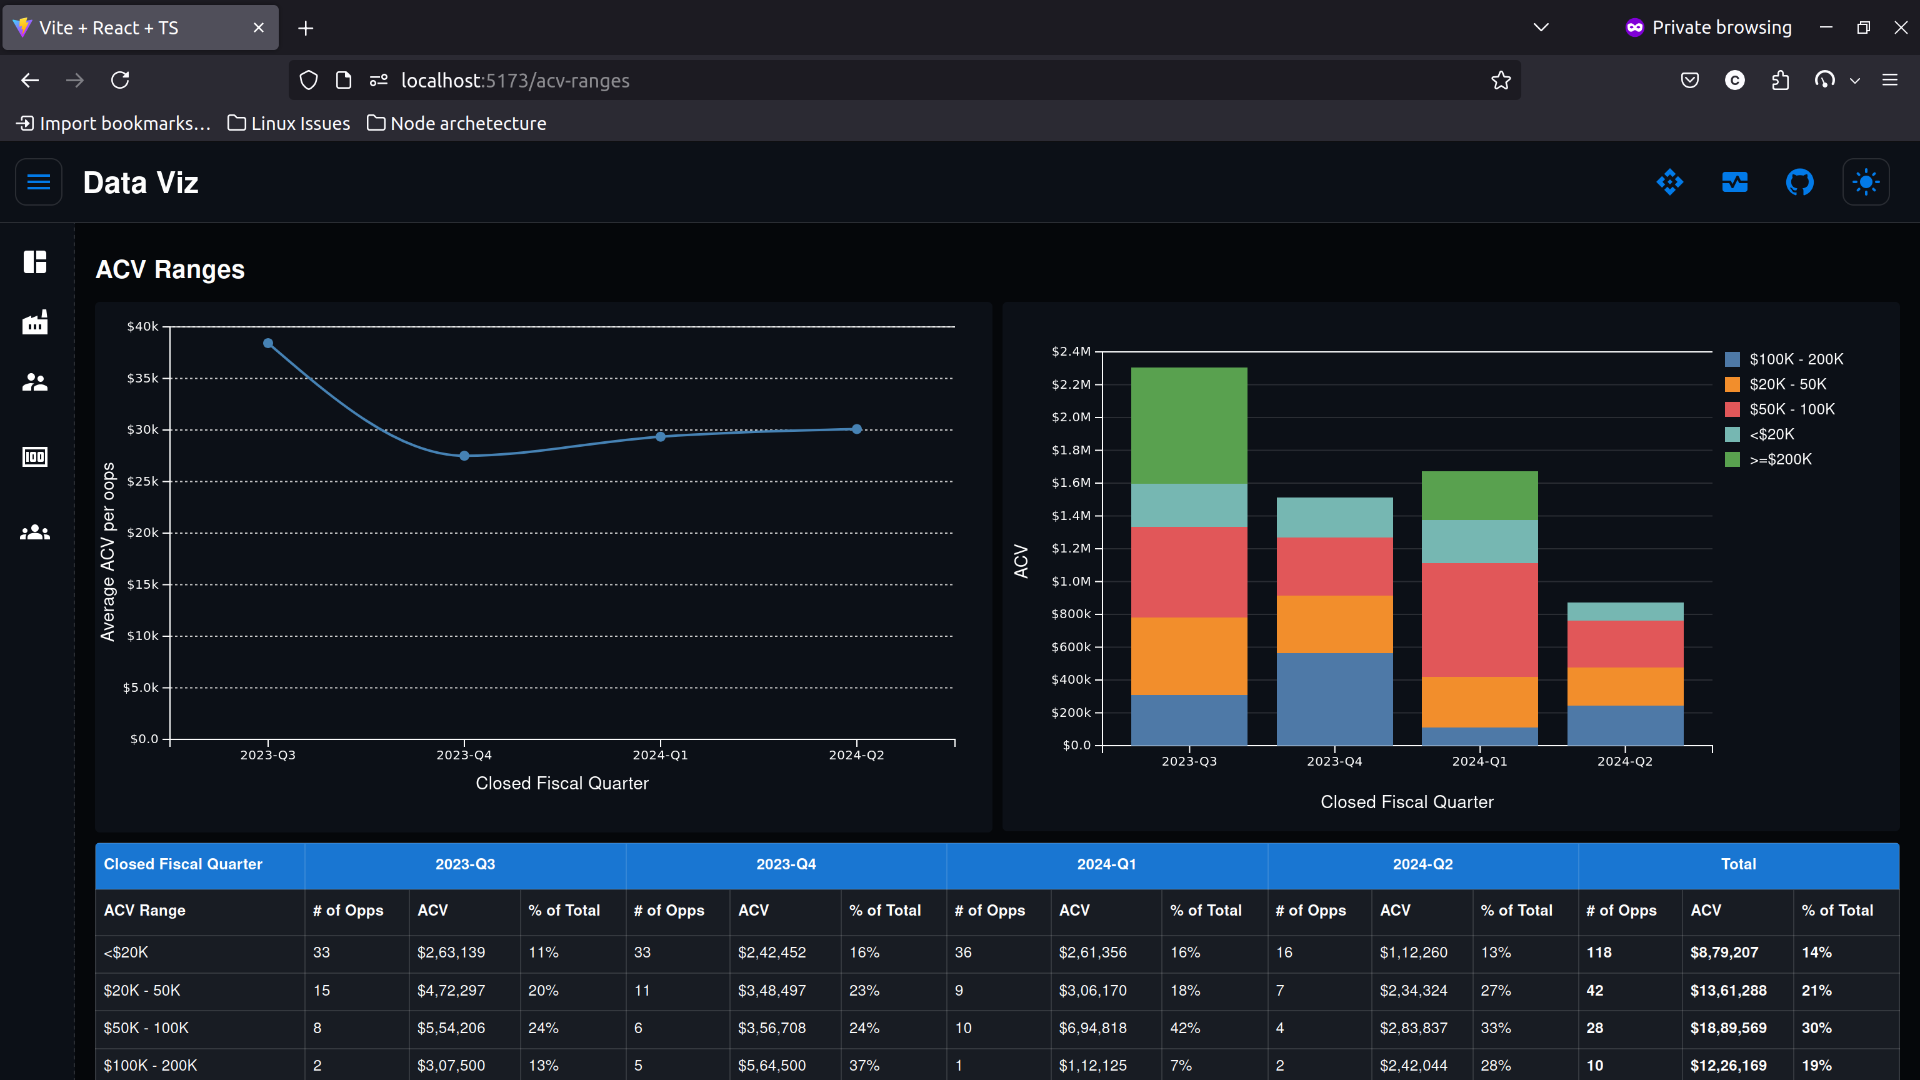 Vite + React + TS
Private browsing
localhost:5173/acv-ranges
Import bookmarks...
Linux Issues
Node archetecture
Data Viz
ACV Ranges
$40k
$35k
$30k
$25k
$20k
$15k
$10k
$5.0k
$0.0
Average ACV per oops
2023-Q3 2023-Q4 2024-Q1 2024-Q2
Closed Fiscal Quarter
$2.4M
$2.2M
$2.0M
$1.8M
$1.6M
$1.4M
$1.2M
$1.0M
$800k
$600k
$400k
$200k
$0.0
ACV
2023-Q3 2023-Q4 2024-Q1 2024-Q2
Closed Fiscal Quarter
$100K - 200K
$20K - 50K
$50K - 100K
<$20K
>=$200K
Closed Fiscal Quarter 2023-Q3 2023-Q4 2024-Q1 2024-Q2 Total
ACV Range # of Opps ACV % of Total # of Opps ACV % of Total # of Opps ACV % of Total # of Opps ACV % of Total # of Opps ACV % of Total
<$20K 33 $2,63,139 11% 33 $2,42,452 16% 36 $2,61,356 16% 16 $1,12,260 13% 118 $8,79,207 14%
$20K - 50K 15 $4,72,297 20% 11 $3,48,497 23% 9 $3,06,170 18% 7 $2,34,324 27% 42 $13,61,288 21%
$50K - 100K 8 $5,54,206 24% 6 $3,56,708 24% 10 $6,94,818 42% 4 $2,83,837 33% 28 $18,89,569 30%
$100K - 200K 2 $3,07,500 13% 5 $5,64,500 37% 1 $1,12,125 7% 2 $2,42,044 28% 10 $12,26,169 19%